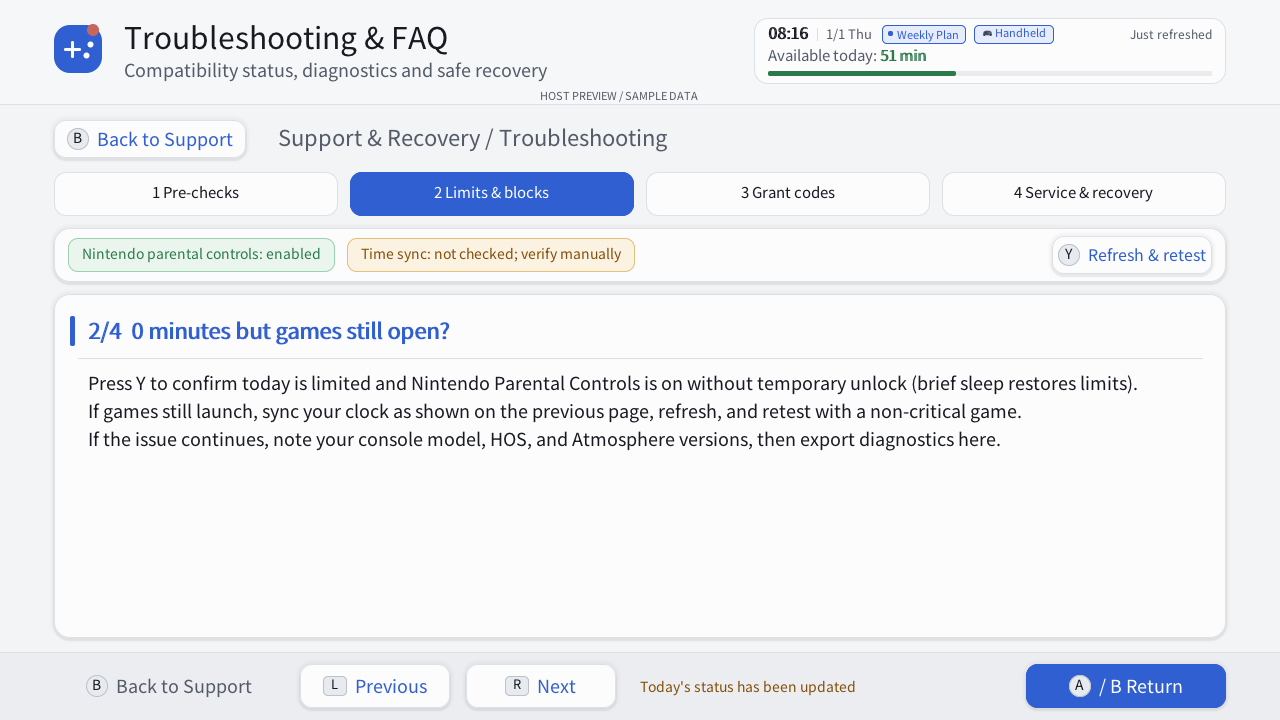 Troubleshooting & FAQ
Compatibility status, diagnostics and safe recovery
08:16 1/1 Thu Weekly Plan Handheld Just refreshed
Available today: 51 min
HOST PREVIEW / SAMPLE DATA
B Back to Support Support & Recovery / Troubleshooting
1 Pre-checks 2 Limits & blocks 3 Grant codes 4 Service & recovery
Nintendo parental controls: enabled Time sync: not checked; verify manually Y Refresh & retest
2/4 0 minutes but games still open?
Press Y to confirm today is limited and Nintendo Parental Controls is on without temporary unlock (brief sleep restores limits).
If games still launch, sync your clock as shown on the previous page, refresh, and retest with a non-critical game.
If the issue continues, note your console model, HOS, and Atmosphere versions, then export diagnostics here.
B Back to Support L Previous R Next Today's status has been updated A / B Return